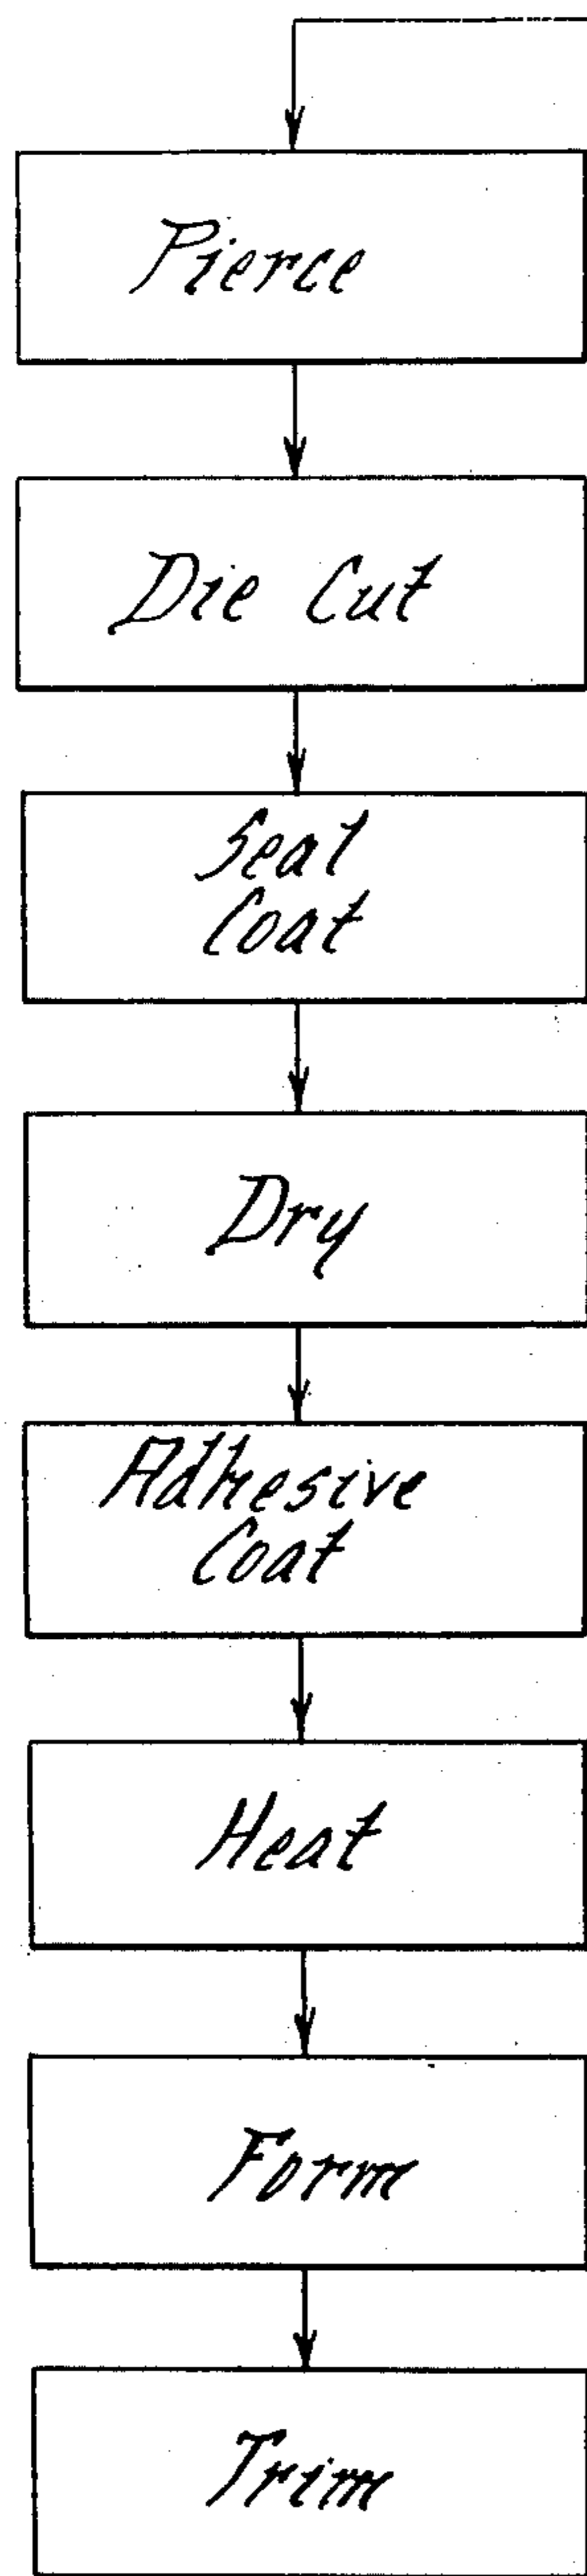 Pierce
Die Cut
Seal
Coat
Dry
Adhesive
Coat
Heat
Form
Trim